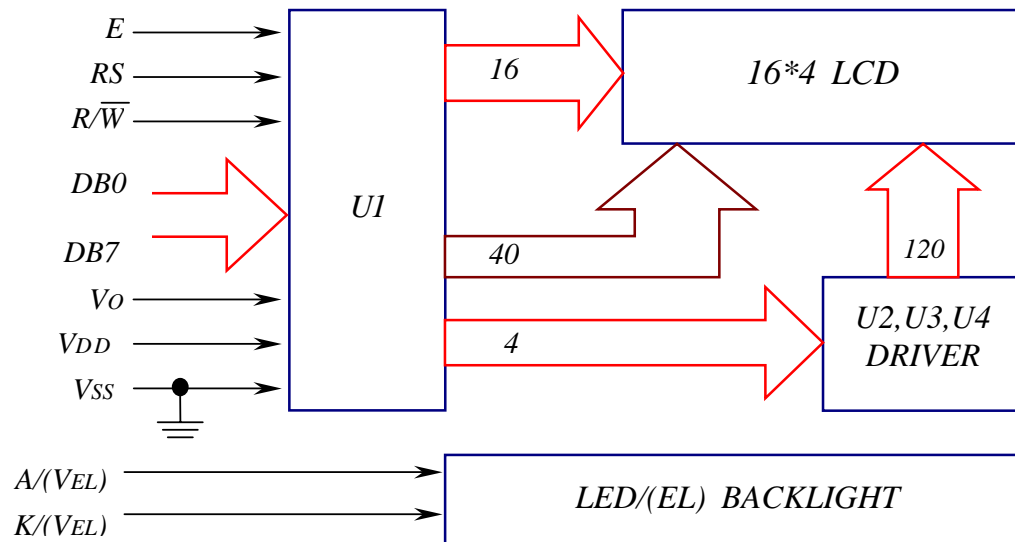 E
RS
R/W̅
DB0
DB7
VO
VDD
VSS
A/(VEL)
K/(VEL)
U1
16
40
4
16*4 LCD
120
U2,U3,U4
DRIVER
LED/(EL) BACKLIGHT